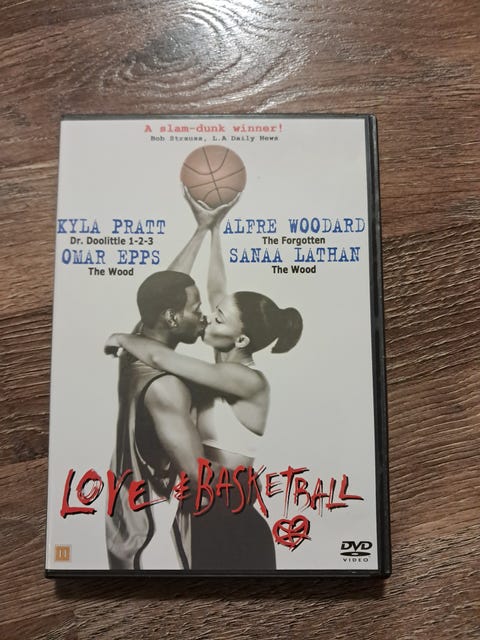 A slam-dunk winner!
Bob Strauss, L.A Daily News
KYLA PRATT
Dr. Doolittle 1-2-3
OMAR EPPS
The Wood
ALFRE WOODARD
The Forgotten
SANAA LATHAN
The Wood
LOVE & BASKETBALL
11
DVD
VIDEO